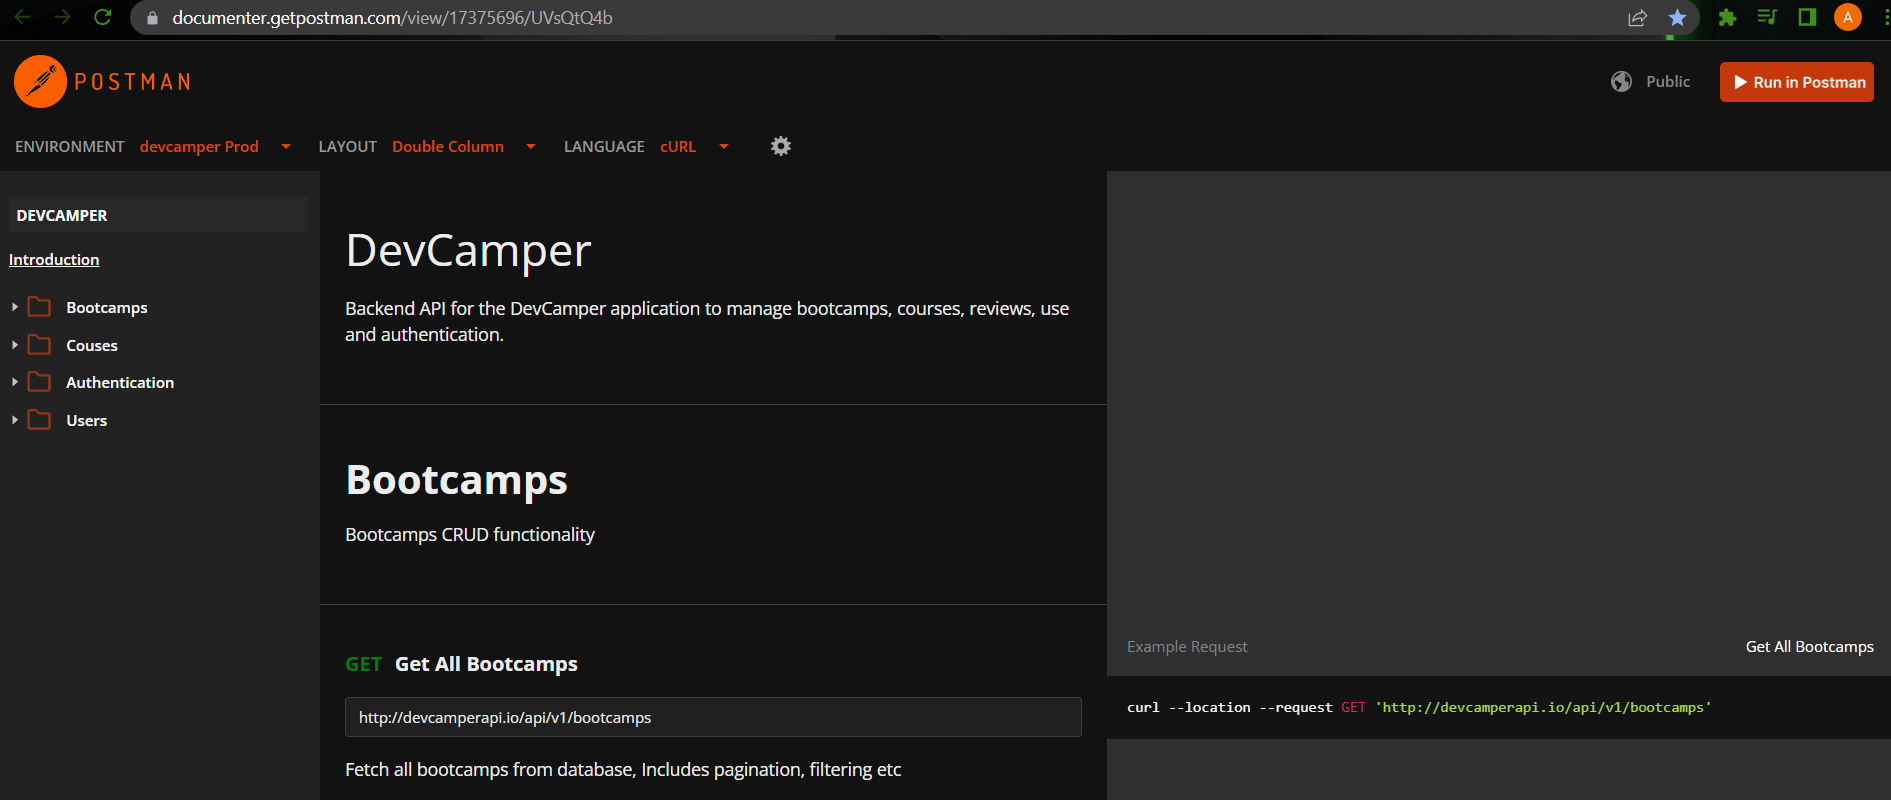 documenter.getpostman.com/view/17375696/UVsQtQ4b
A
POSTMAN
Public
Run in Postman
ENVIRONMENT devcamper Prod LAYOUT Double Column LANGUAGE cURL
DEVCAMPER
Introduction
Bootcamps
Couses
Authentication
Users
DevCamper
Backend API for the DevCamper application to manage bootcamps, courses, reviews, use
and authentication.
Bootcamps
Bootcamps CRUD functionality
GET Get All Bootcamps
http://devcamperapi.io/api/v1/bootcamps
Fetch all bootcamps from database, Includes pagination, filtering etc
Example Request
Get All Bootcamps
curl --location --request GET 'http://devcamperapi.io/api/v1/bootcamps'